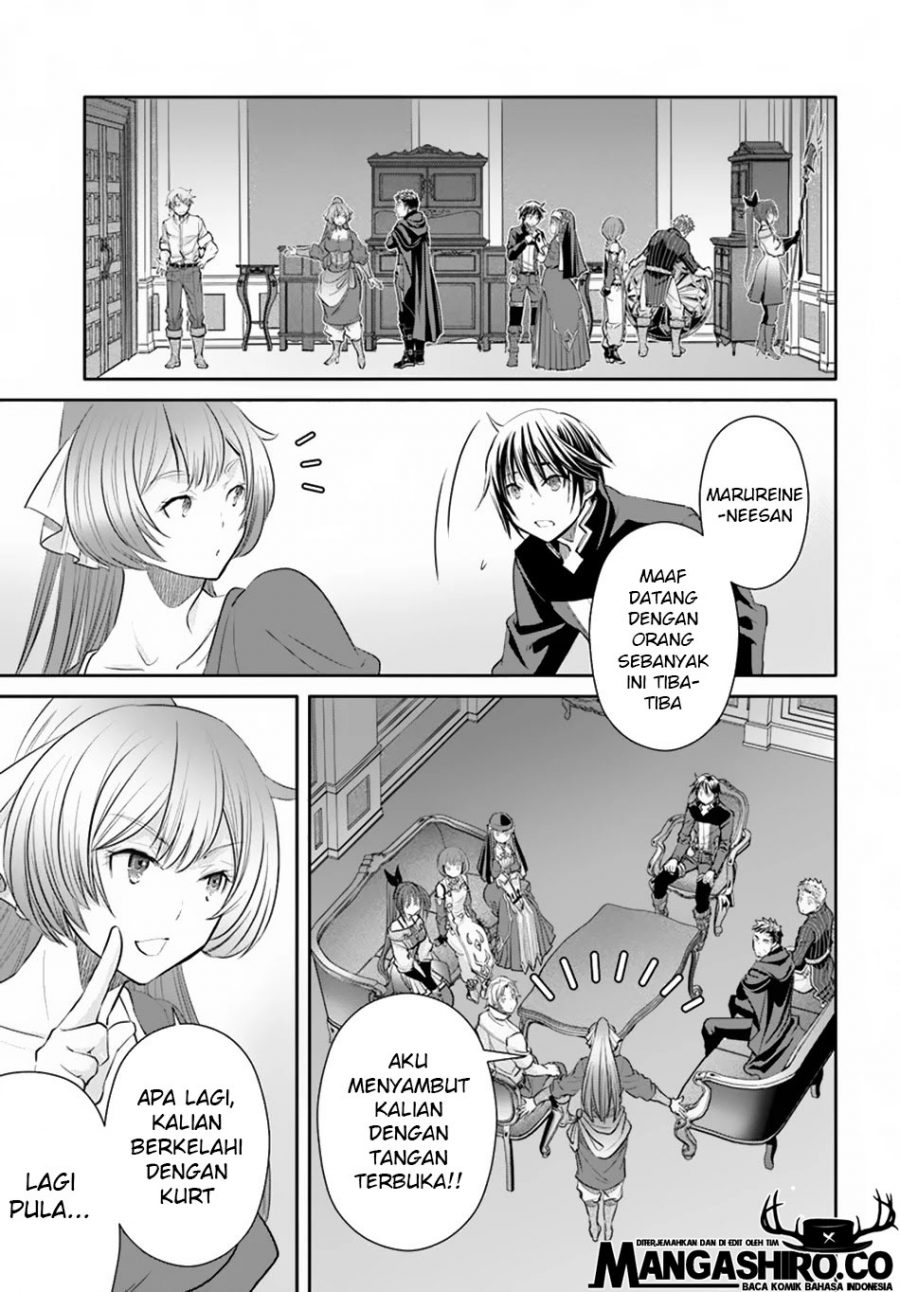 MARUREINE
-NEESAN
MAAF
DATANG
DENGAN
ORANG
SEBANYAK
INI TIBA-
TIBA
AKU
MENYAMBUT
KALIAN
DENGAN
TANGAN
TERBUKA!!
APA LAGI,
KALIAN
BERKELAHI
DENGAN
KURT
LAGI
PULA...
DITERJEMAHKAN DAN DI EDIT OLEH TIM
MANGASHIRO.CO
BACA KOMIK BAHASA INDONESIA